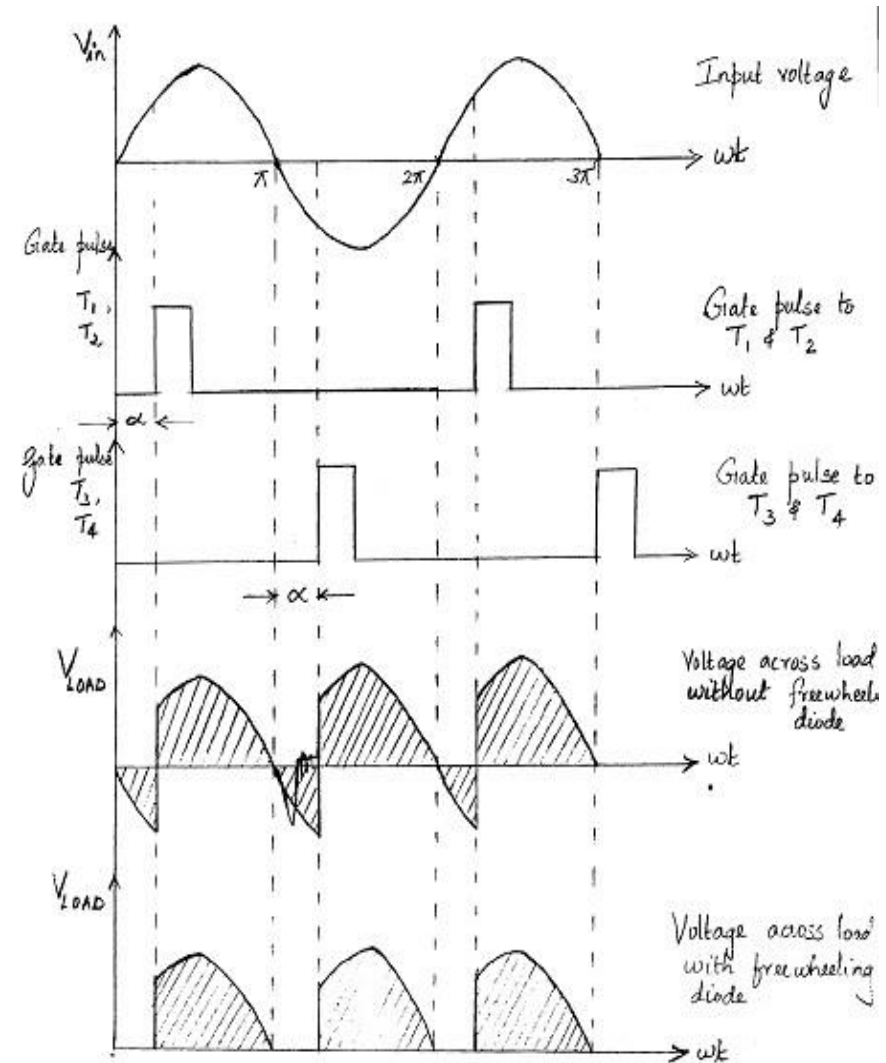 Vin
Input voltage
ωt
π
2π
3π
Gate pulse
T1,
T2,
Gate pulse to
T1 & T2
ωt
α
gate pulse
T3,
T4
Gate pulse to
T3 & T4
ωt
α
VLOAD
Voltage across load
without freewheele
diode
ωt
VLOAD
Voltage across load
with freewheeling
diode
ωt